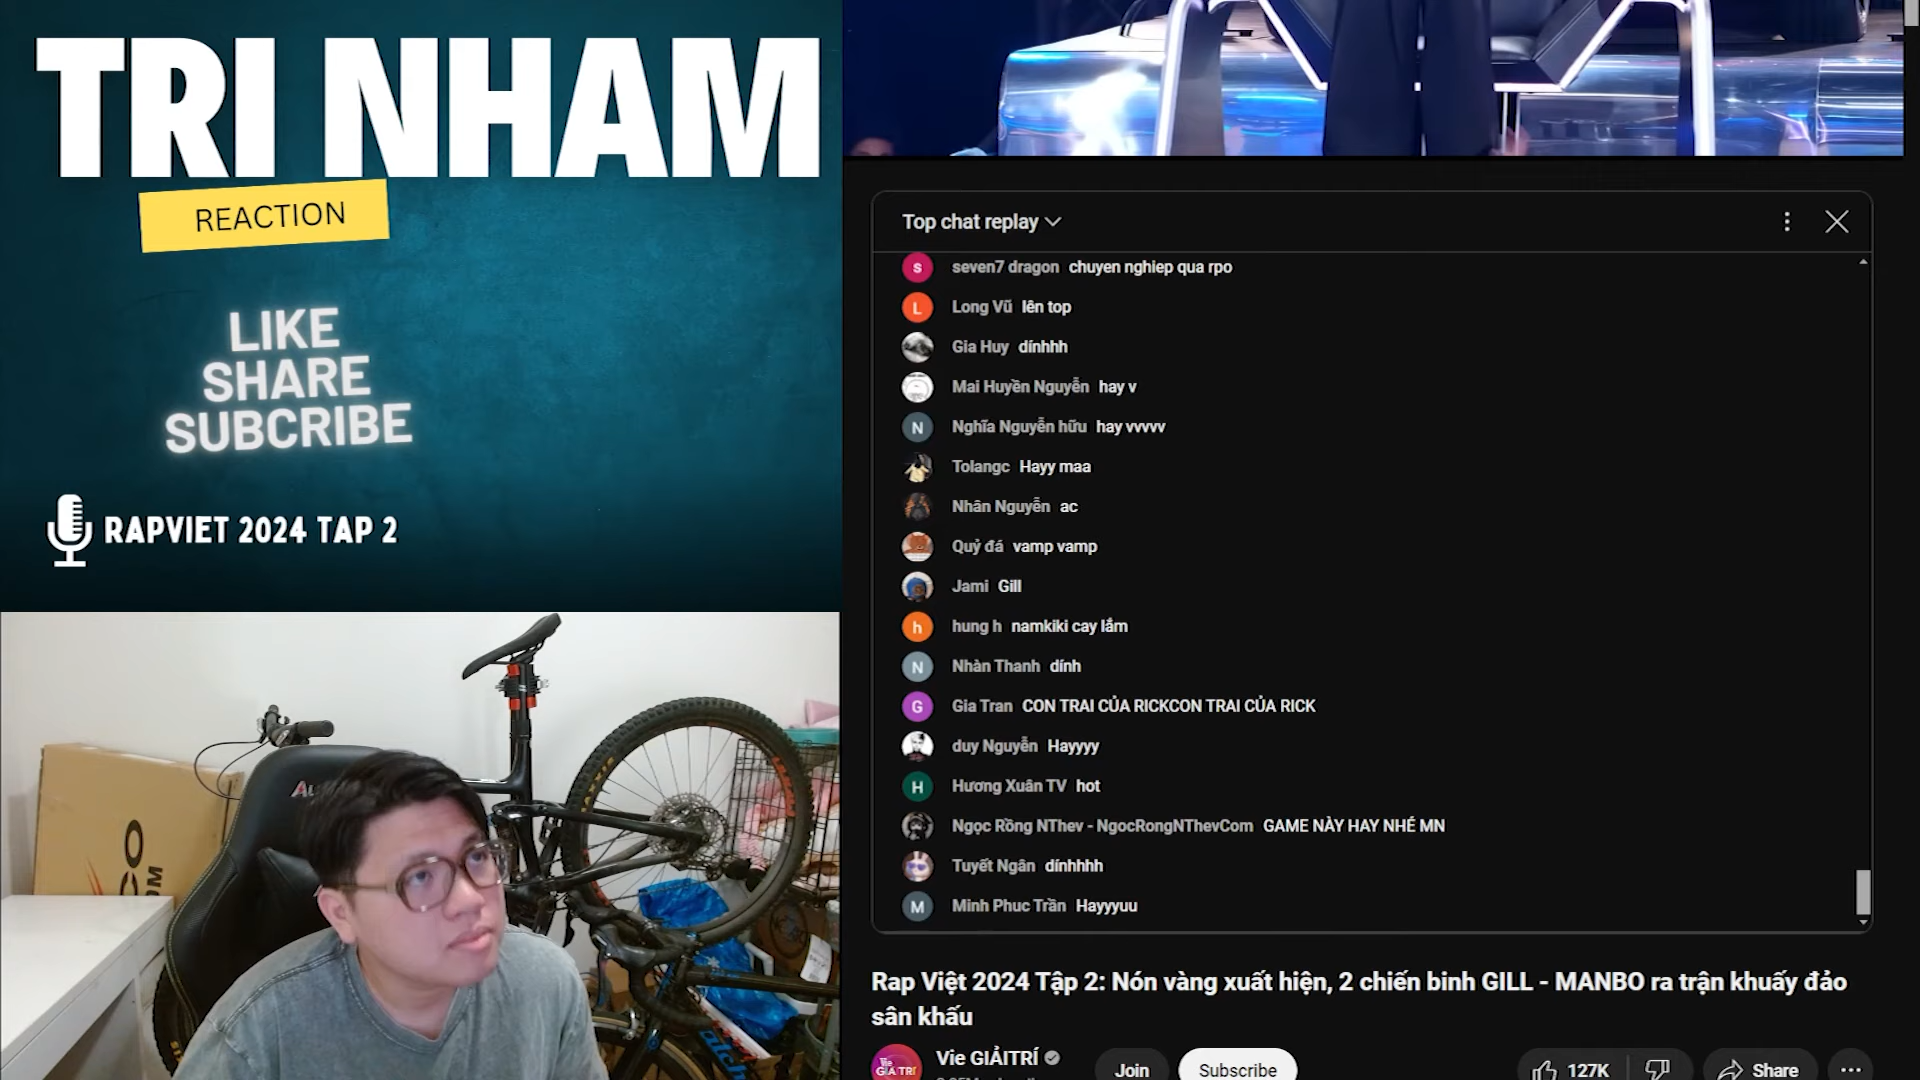 TRI NHAM
REACTION
LIKE
SHARE
SUBCRIBE
RAPVIET 2024 TAP 2
Top chat replay
s seven7 dragon chuyen nghiep qua rpo
L Long Vũ lên top
Gia Huy dínhhh
Mai Huyền Nguyễn hay v
N Nghĩa Nguyễn hữu hay vvvvv
Tolangc Hayy maa
Nhân Nguyễn ac
Quỷ đá vamp vamp
Jami Gill
h hung h namkiki cay lắm
N Nhàn Thanh dính
G Gia Tran CON TRAI CỦA RICKCON TRAI CỦA RICK
duy Nguyễn Hayyyy
H Hương Xuân TV hot
Ngọc Rồng NThev - NgocRongNThevCom GAME NÀY HAY NHÉ MN
Tuyết Ngân dínhhhh
M Minh Phuc Trần Hayyyuu
Rap Việt 2024 Tập 2: Nón vàng xuất hiện, 2 chiến binh GILL - MANBO ra trận khuấy đảo
sân khấu
Vie GIẢITRÍ
Join
Subscribe
127K
Share
MAXXIS